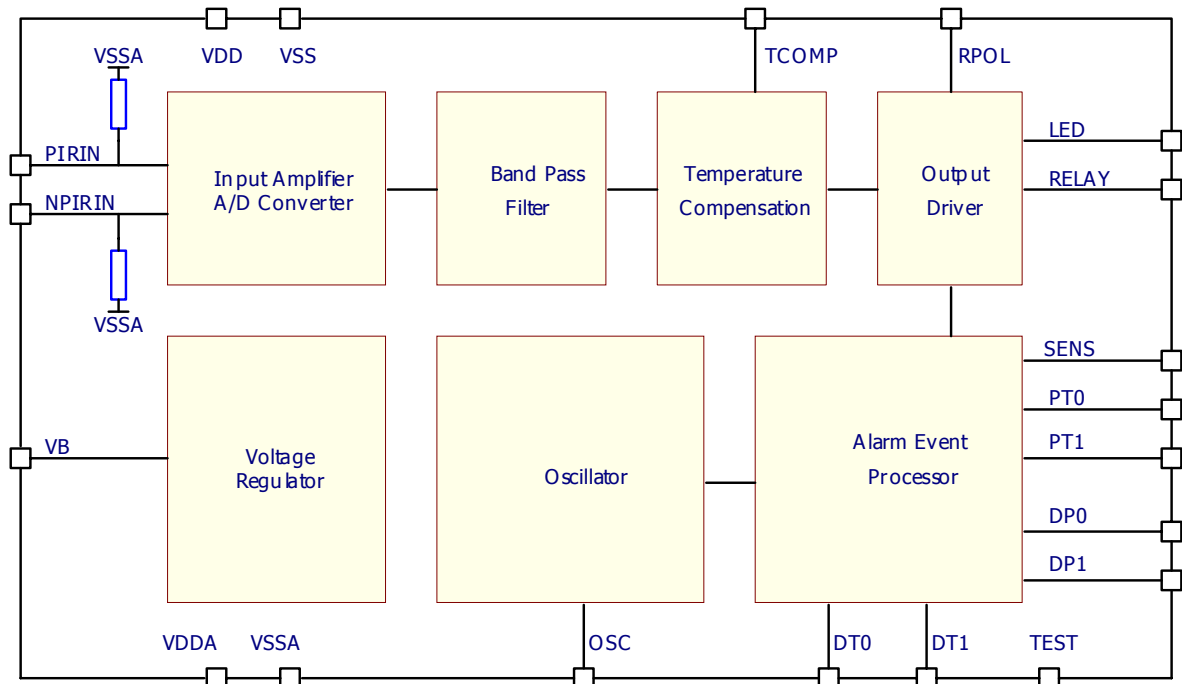 VSSA
VDD
VSS
TCOMP
RPOL
PIRIN
NPIRIN
VSSA
Input Amplifier
A/D Converter
Band Pass
Filter
Temperature
Compensation
Output
Driver
LED
RELAY
VB
Voltage
Regulator
Oscillator
Alarm Event
Processor
SENS
PT0
PT1
DP0
DP1
VDDA
VSSA
OSC
DT0
DT1
TEST